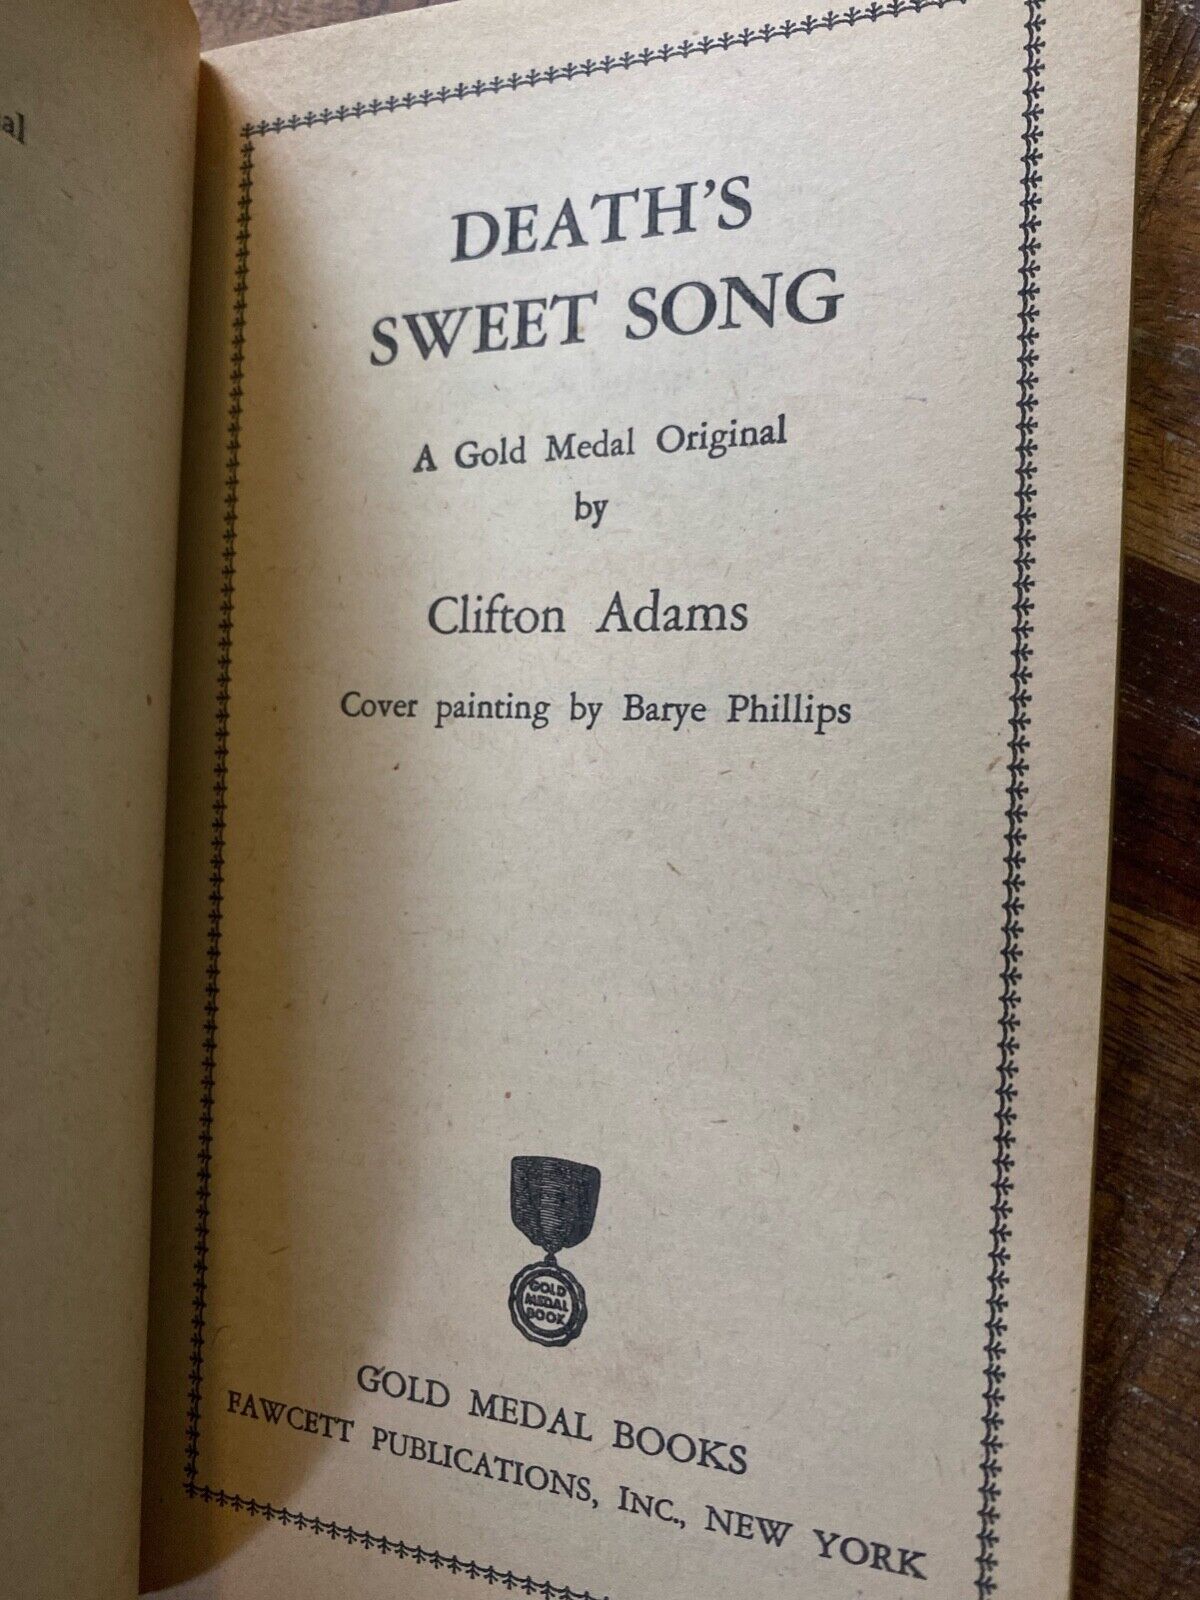 DEATH'S
SWEET SONG
A Gold Medal Original
by
Clifton Adams
Cover painting by Barye Phillips
GOLD
MEDAL
BOOK
GOLD MEDAL BOOKS
FAWCETT PUBLICATIONS, INC., NEW YORK